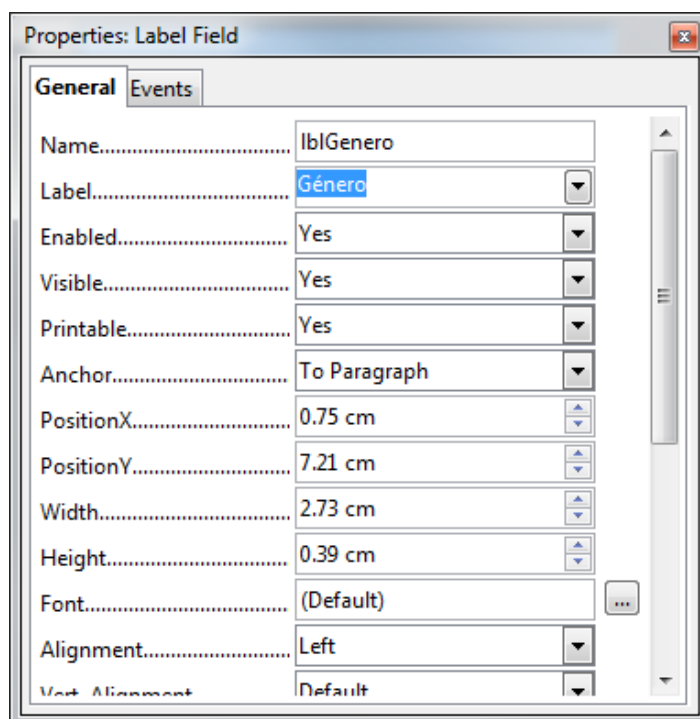 Properties: Label Field
General Events
Name................................... lblGenero
Label.................................... Género
Enabled............................... Yes
Visible.................................. Yes
Printable.............................. Yes
Anchor................................. To Paragraph
PositionX............................. 0.75 cm
PositionY............................. 7.21 cm
Width................................... 2.73 cm
Height.................................. 0.39 cm
Font...................................... (Default) ...
Alignment........................... Left
Vert. Alignment Default